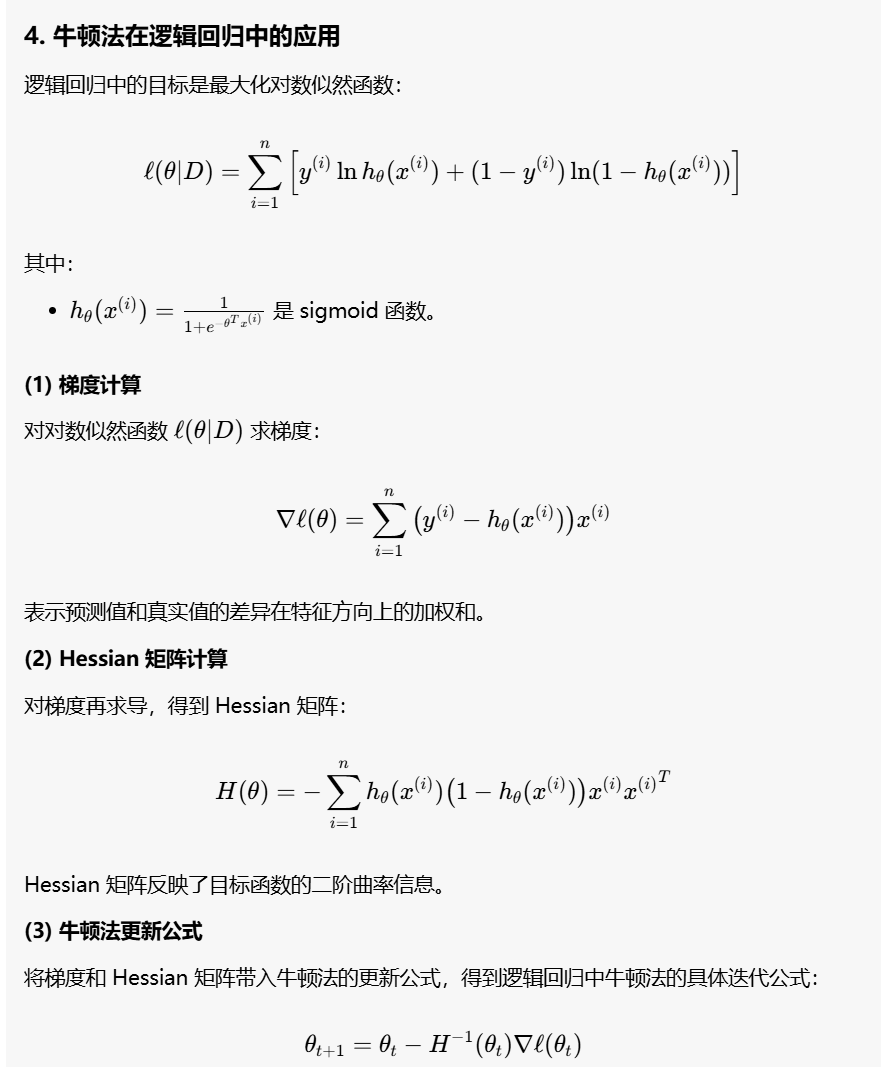 4. 牛顿法在逻辑回归中的应用
逻辑回归中的目标是最大化对数似然函数：
$\ell(\theta|D) = \sum_{i=1}^{n} \left[ y^{(i)} \ln h_\theta(x^{(i)}) + (1 - y^{(i)}) \ln(1 - h_\theta(x^{(i)})) \right]$
其中：
• $h_\theta(x^{(i)}) = \frac{1}{1+e^{-\theta^T x^{(i)}}}$ 是 sigmoid 函数。
(1) 梯度计算
对对数似然函数 $\ell(\theta|D)$ 求梯度：
$\nabla \ell(\theta) = \sum_{i=1}^{n} \left( y^{(i)} - h_\theta(x^{(i)}) \right) x^{(i)}$
表示预测值和真实值的差异在特征方向上的加权和。
(2) Hessian 矩阵计算
对梯度再求导，得到 Hessian 矩阵：
$H(\theta) = - \sum_{i=1}^{n} h_\theta(x^{(i)}) \left( 1 - h_\theta(x^{(i)}) \right) x^{(i)} {x^{(i)}}^T$
Hessian 矩阵反映了目标函数的二阶曲率信息。
(3) 牛顿法更新公式
将梯度和 Hessian 矩阵带入牛顿法的更新公式，得到逻辑回归中牛顿法的具体迭代公式：
$\theta_{t+1} = \theta_t - H^{-1}(\theta_t) \nabla \ell(\theta_t)$